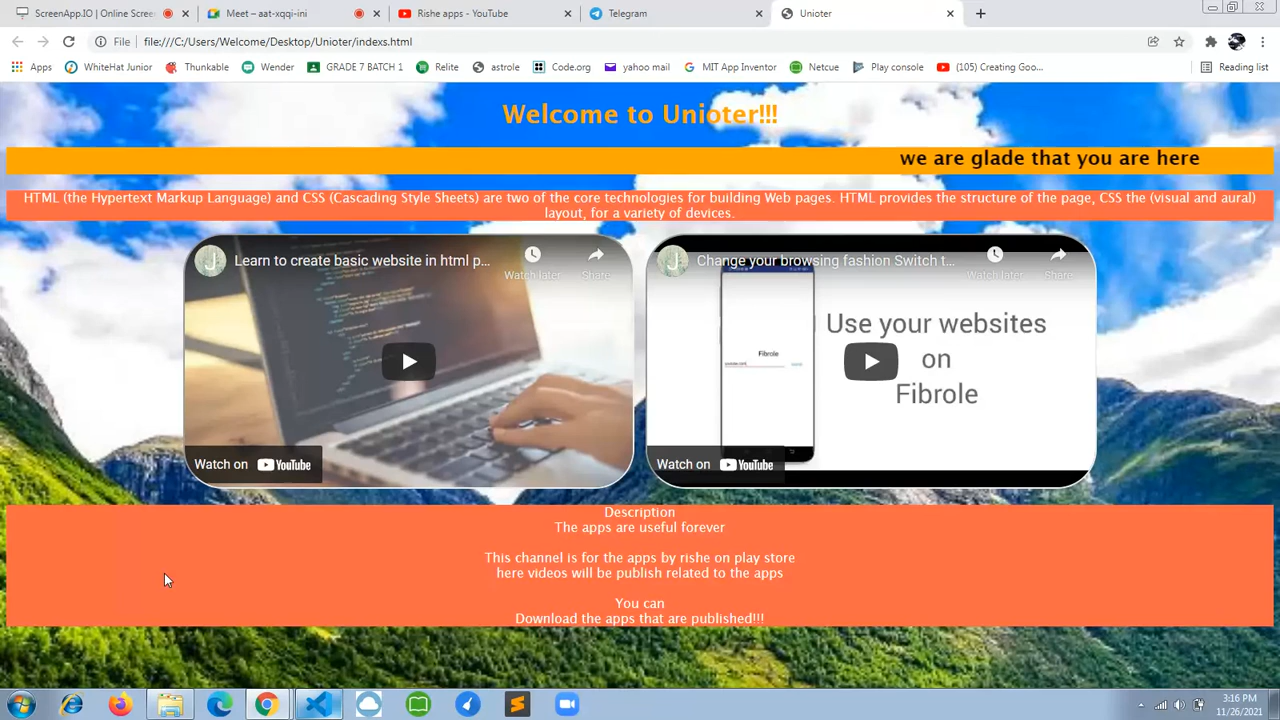 ScreenApp.IO | Online Screen
Meet – aat-xqqi-ini
Rishe apps - YouTube
Telegram
Unioter
File
file:///C:/Users/Welcome/Desktop/Unioter/indexs.html
Apps
WhiteHat Junior
Thunkable
Wender
GRADE 7 BATCH 1
Relite
astrole
Code.org
yahoo mail
MIT App Inventor
Netcue
Play console
(105) Creating Goo...
Reading list
Welcome to Unioter!!!
we are glade that you are here
HTML (the Hypertext Markup Language) and CSS (Cascading Style Sheets) are two of the core technologies for building Web pages. HTML provides the structure of the page, CSS the (visual and aural)
layout, for a variety of devices.
J
Learn to create basic website in html p...
Watch later
Share
Watch on YouTube
J
Change your browsing fashion Switch t...
Watch later
Share
Fibrole
Use your websites
on
Fibrole
Watch on YouTube
Description
The apps are useful forever
This channel is for the apps by rishe on play store
here videos will be publish related to the apps
You can
Download the apps that are published!!!
3:16 PM
11/26/2021